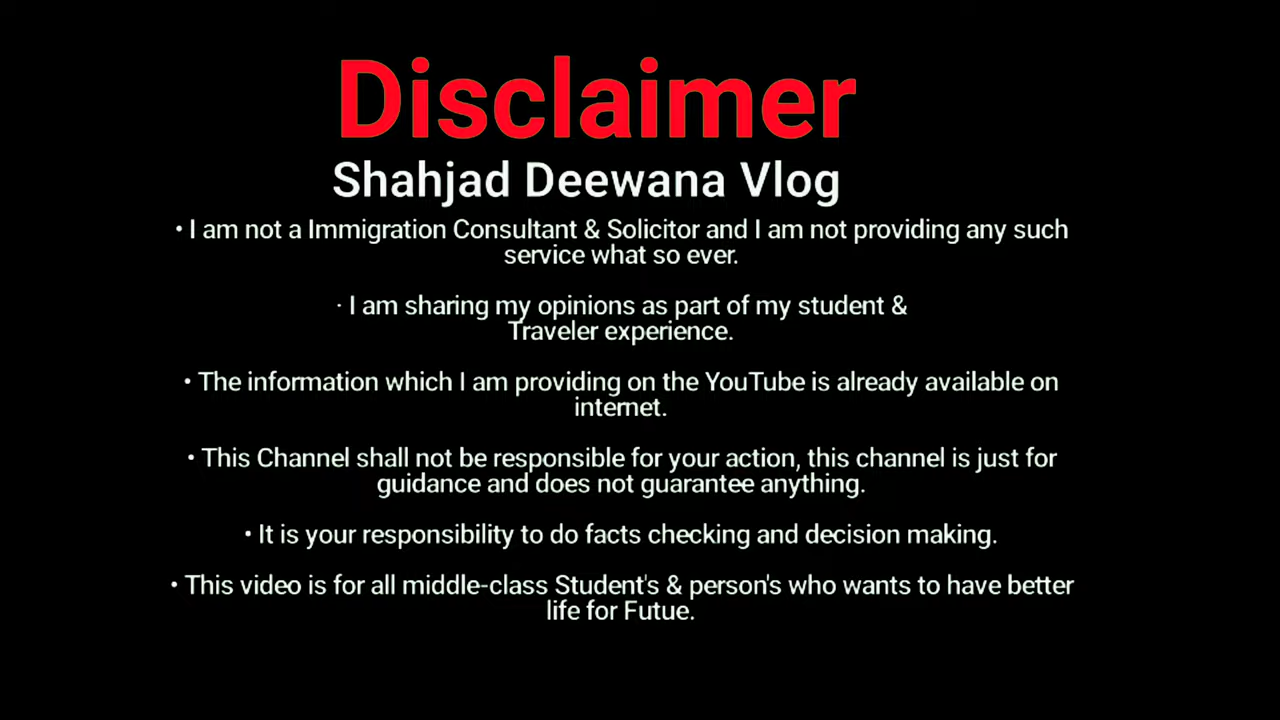 Disclaimer
Shahjad Deewana Vlog
• I am not a Immigration Consultant & Solicitor and I am not providing any such
service what so ever.
· I am sharing my opinions as part of my student &
Traveler experience.
• The information which I am providing on the YouTube is already available on
internet.
• This Channel shall not be responsible for your action, this channel is just for
guidance and does not guarantee anything.
• It is your responsibility to do facts checking and decision making.
• This video is for all middle-class Student's & person's who wants to have better
life for Futue.